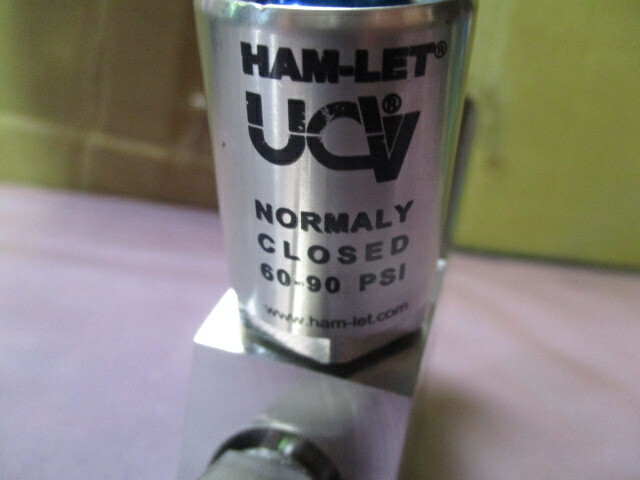 HAM-LET®
UCV®
NORMALY
CLOSED
60-90 PSI
www.ham-let.com